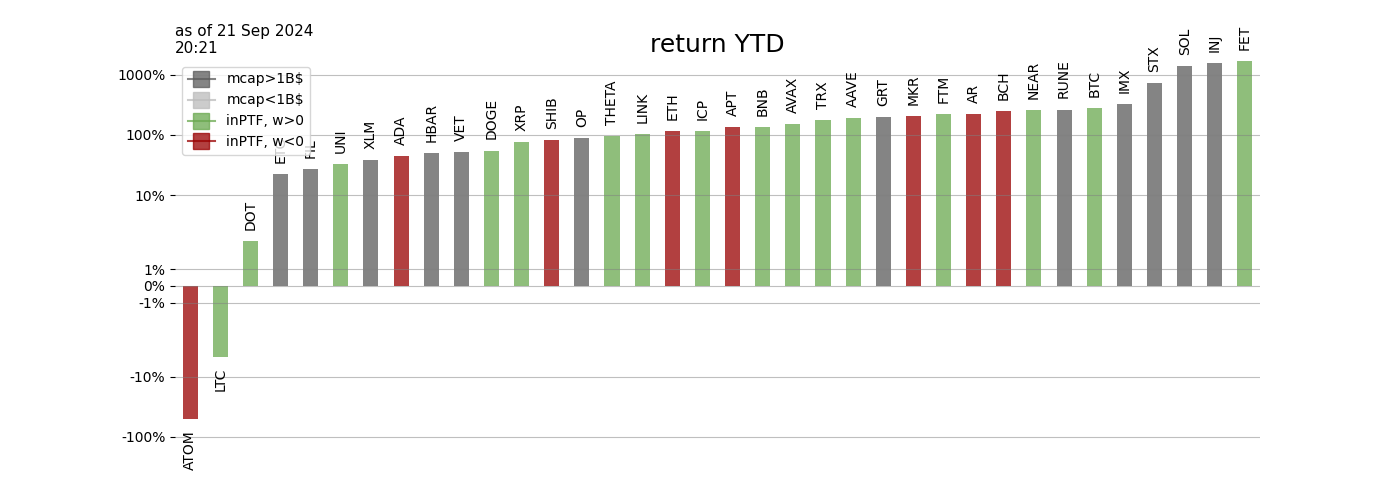 as of 21 Sep 2024
20:21
return YTD
mcap>1B$
mcap<1B$
inPTF, w>0
inPTF, w<0
1000%
100%
10%
1%
0%
-1%
-10%
-100%
ATOM
LTC
DOT
UNI
XLM
ADA
HBAR
VET
DOGE
XRP
SHIB
OP
THETA
LINK
ETH
ICP
APT
BNB
AVAX
TRX
AAVE
GRT
MKR
FTM
AR
BCH
NEAR
RUNE
BTC
IMX
STX
SOL
INJ
FET